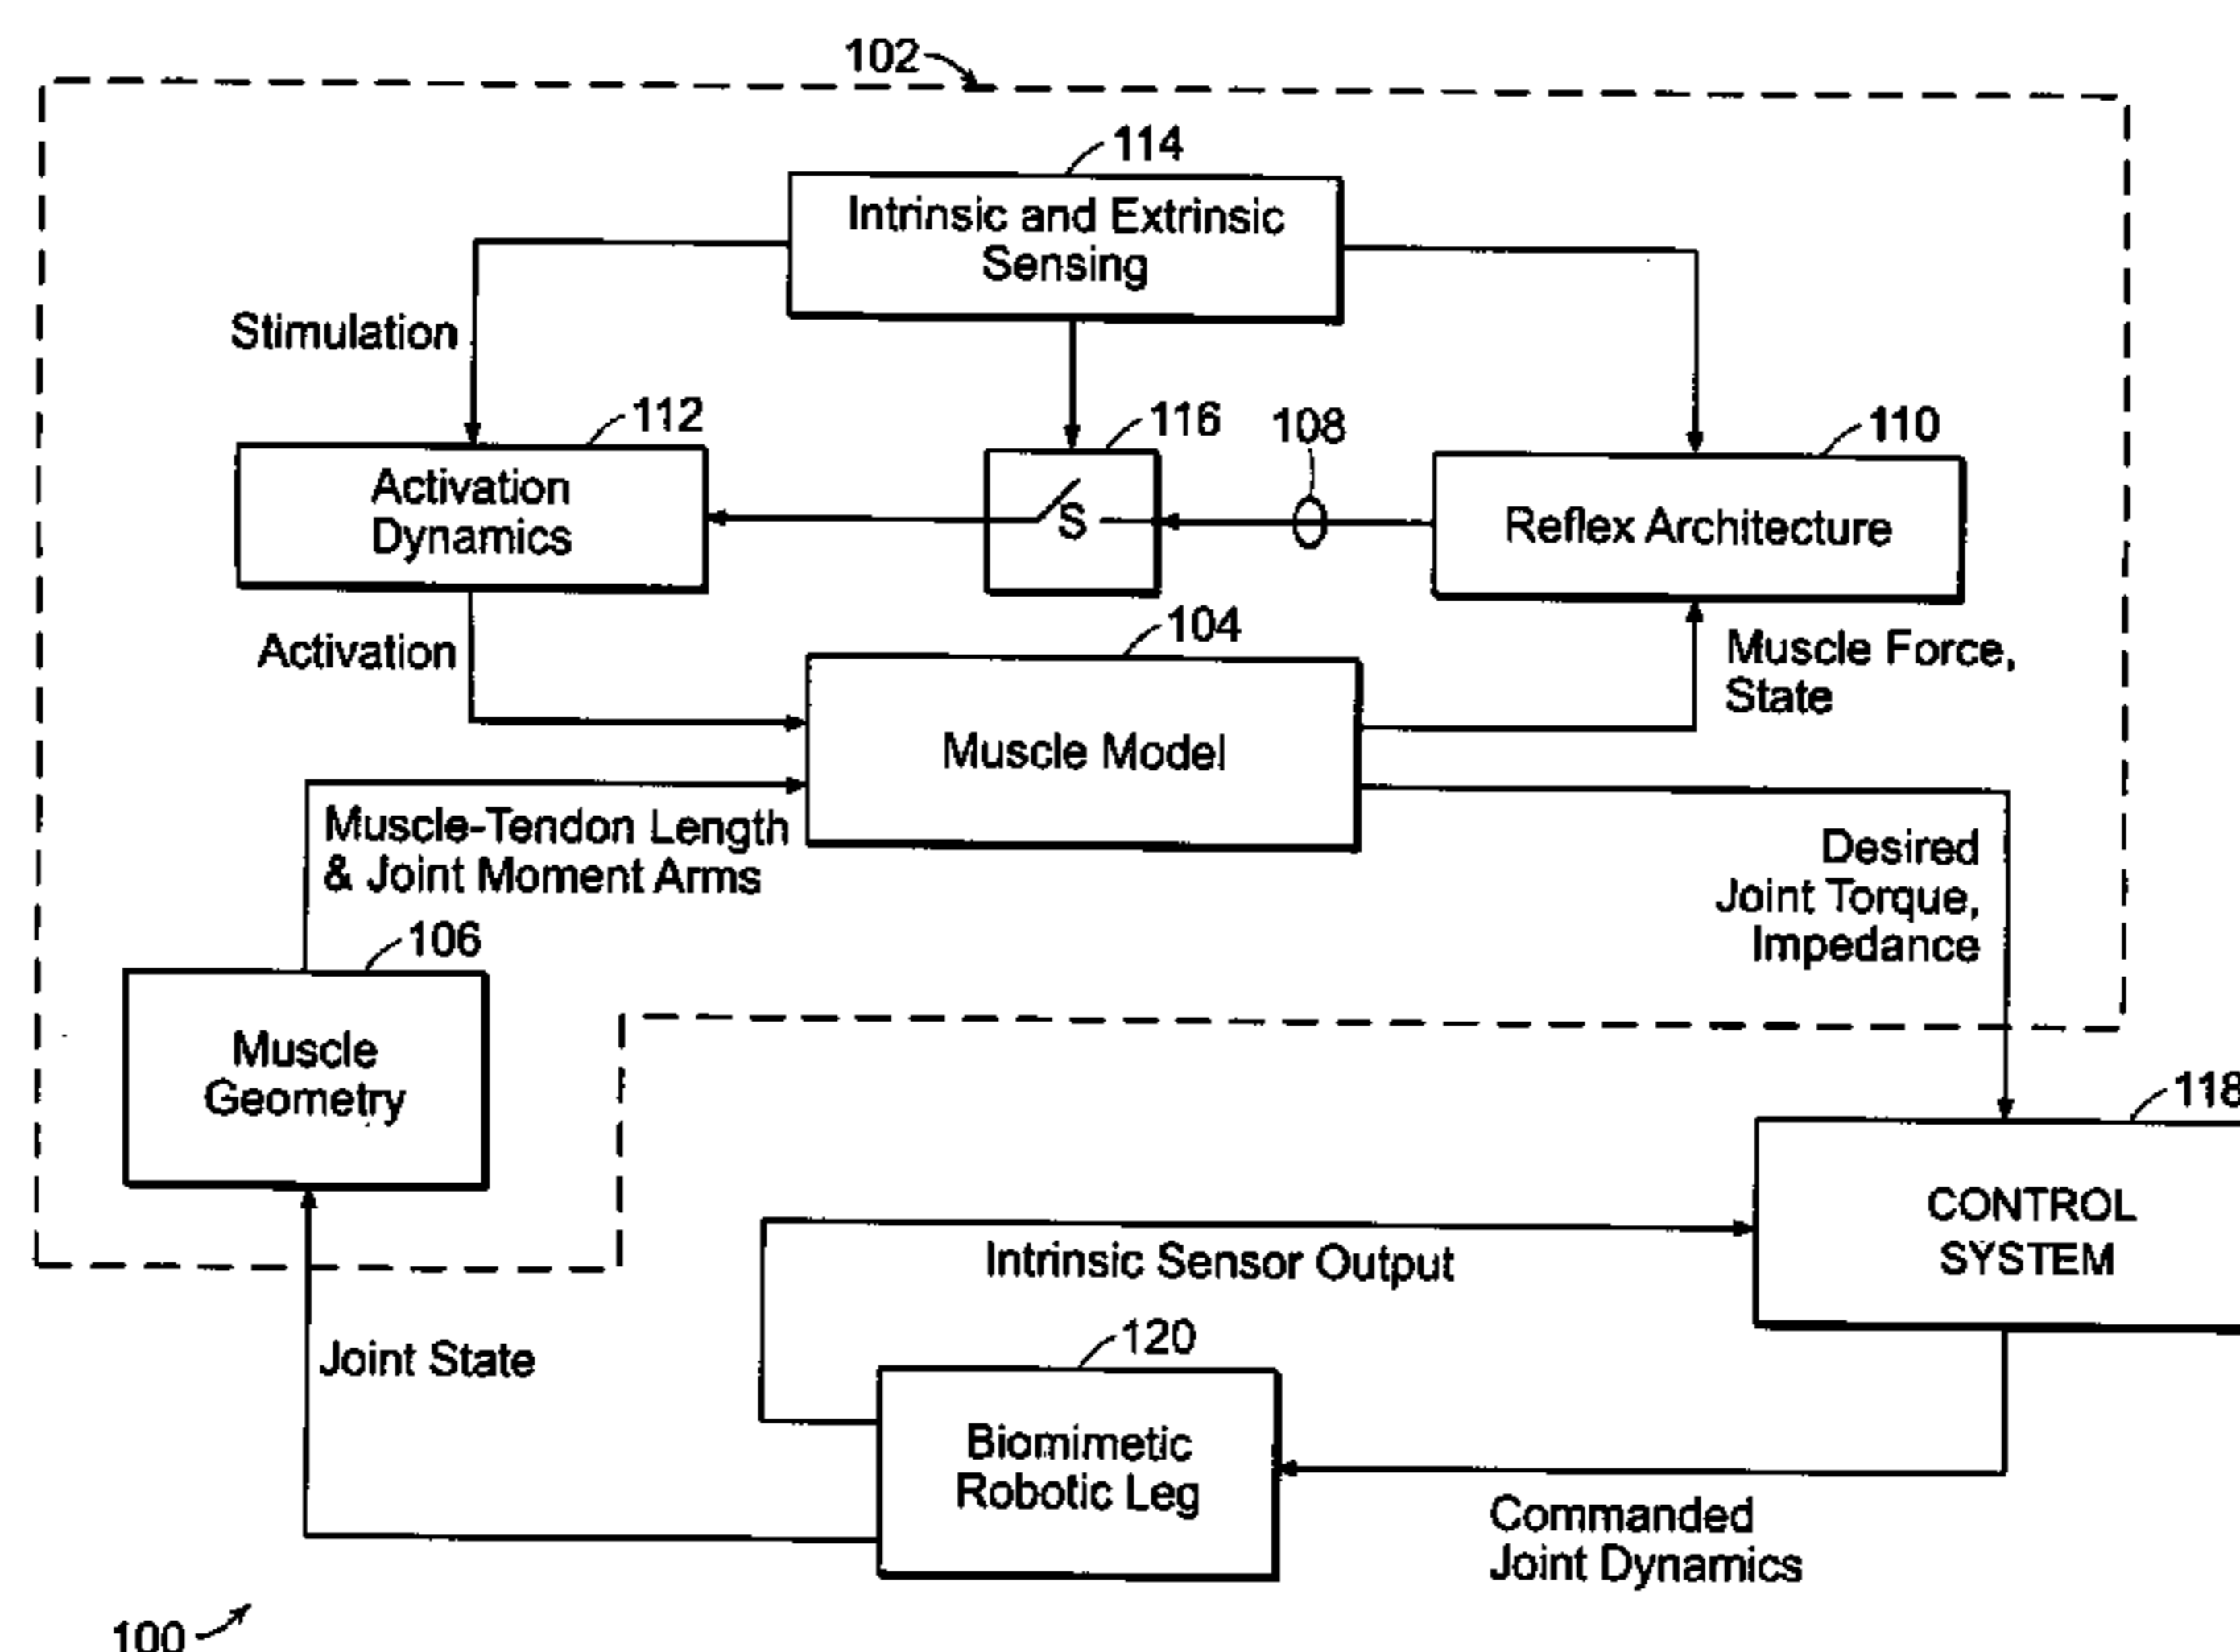 102
114
Intrinsic and Extrinsic
Sensing
Stimulation
112
116
108
110
Activation
Dynamics
S
Reflex Architecture
Activation
104
Muscle Force,
State
Muscle Model
Muscle-Tendon Length
& Joint Moment Arms
Desired
Joint Torque,
Impedance
106
Muscle
Geometry
118
CONTROL
SYSTEM
Intrinsic Sensor Output
120
Joint State
Biomimetic
Robotic Leg
Commanded
Joint Dynamics
100